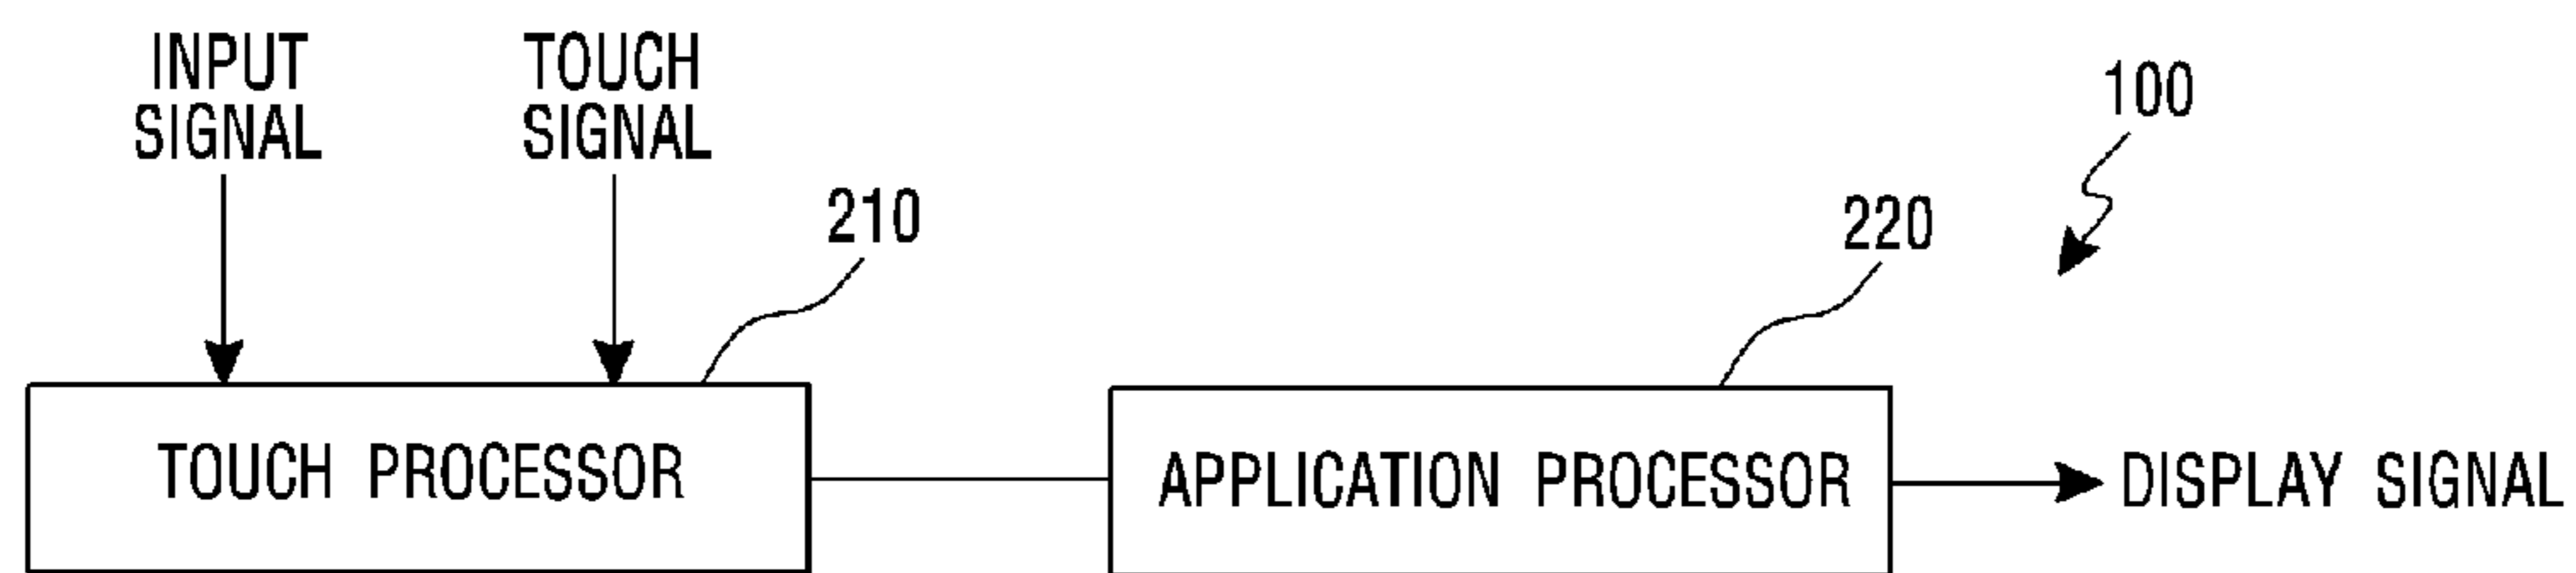 INPUT
SIGNAL
TOUCH
SIGNAL
100
210
220
TOUCH PROCESSOR
APPLICATION PROCESSOR
DISPLAY SIGNAL